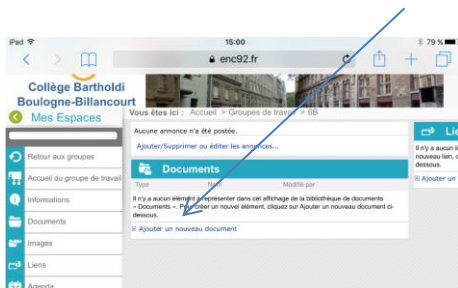 iPad 15:00 79 %
enc92.fr
Collège Bartholdi
Boulogne-Billancourt
Mes Espaces
Vous êtes ici : Accueil > Groupes de travail > 6B
Retour aux groupes
Accueil du groupe de travail
Informations
Documents
Images
Liens
Agenda
Aucune annonce n'a été postée.
Ajouter/Supprimer ou éditer les annonces...
Documents
Type Nom Modifié par
Il n'y a aucun élément à représenter dans cet affichage de la bibliothèque de documents
« Documents ». Pour créer un nouvel élément, cliquez sur Ajouter un nouveau document ci-
dessous.
Ajouter un nouveau document
Lie
Il n'y a aucun
nouveau lien, c
dessous.
Ajouter un